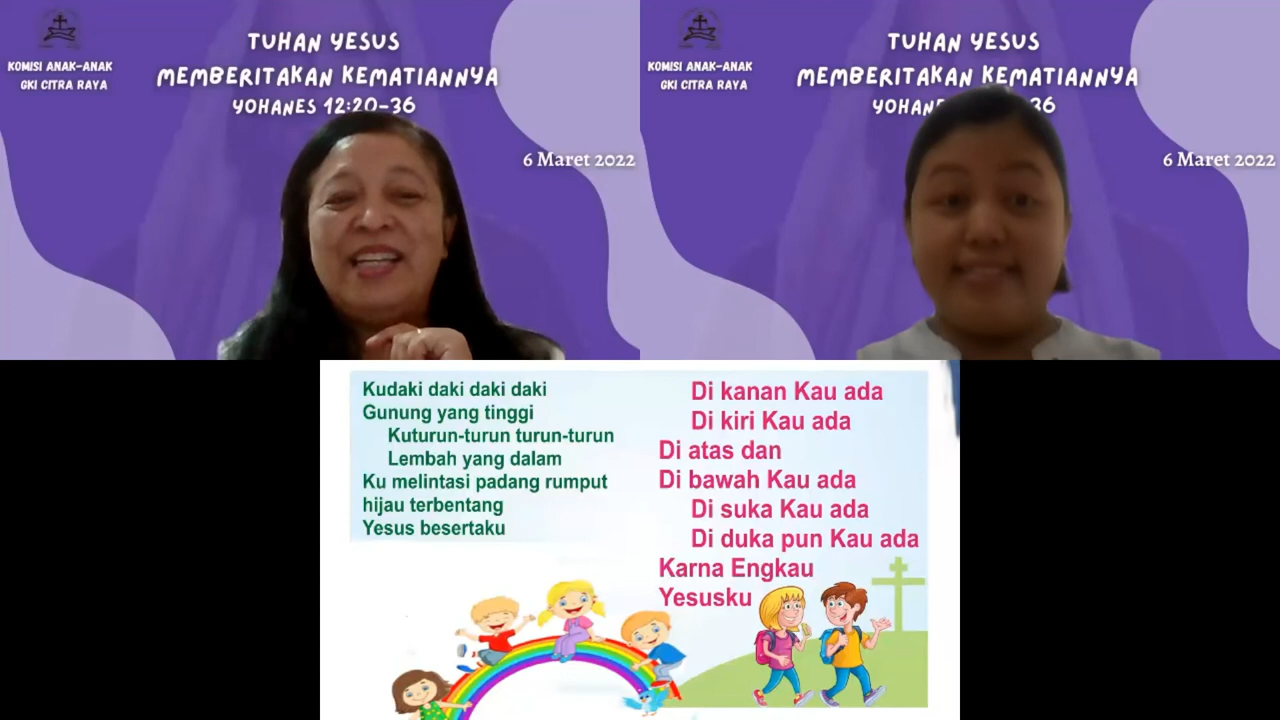 KOMISI ANAK-ANAK
GKI CITRA RAYA
TUHAN YESUS
MEMBERITAKAN KEMATIANNYA
YOHANES 12:20-36
6 Maret 2022
KOMISI ANAK-ANAK
GKI CITRA RAYA
TUHAN YESUS
MEMBERITAKAN KEMATIANNYA
36
6 Maret 2022
Kudaki daki daki daki
Gunung yang tinggi
Kuturun-turun turun-turun
Lembah yang dalam
Ku melintasi padang rumput
hijau terbentang
Yesus besertaku
Di kanan Kau ada
Di kiri Kau ada
Di atas dan
Di bawah Kau ada
Di suka Kau ada
Di duka pun Kau ada
Karna Engkau
Yesusku